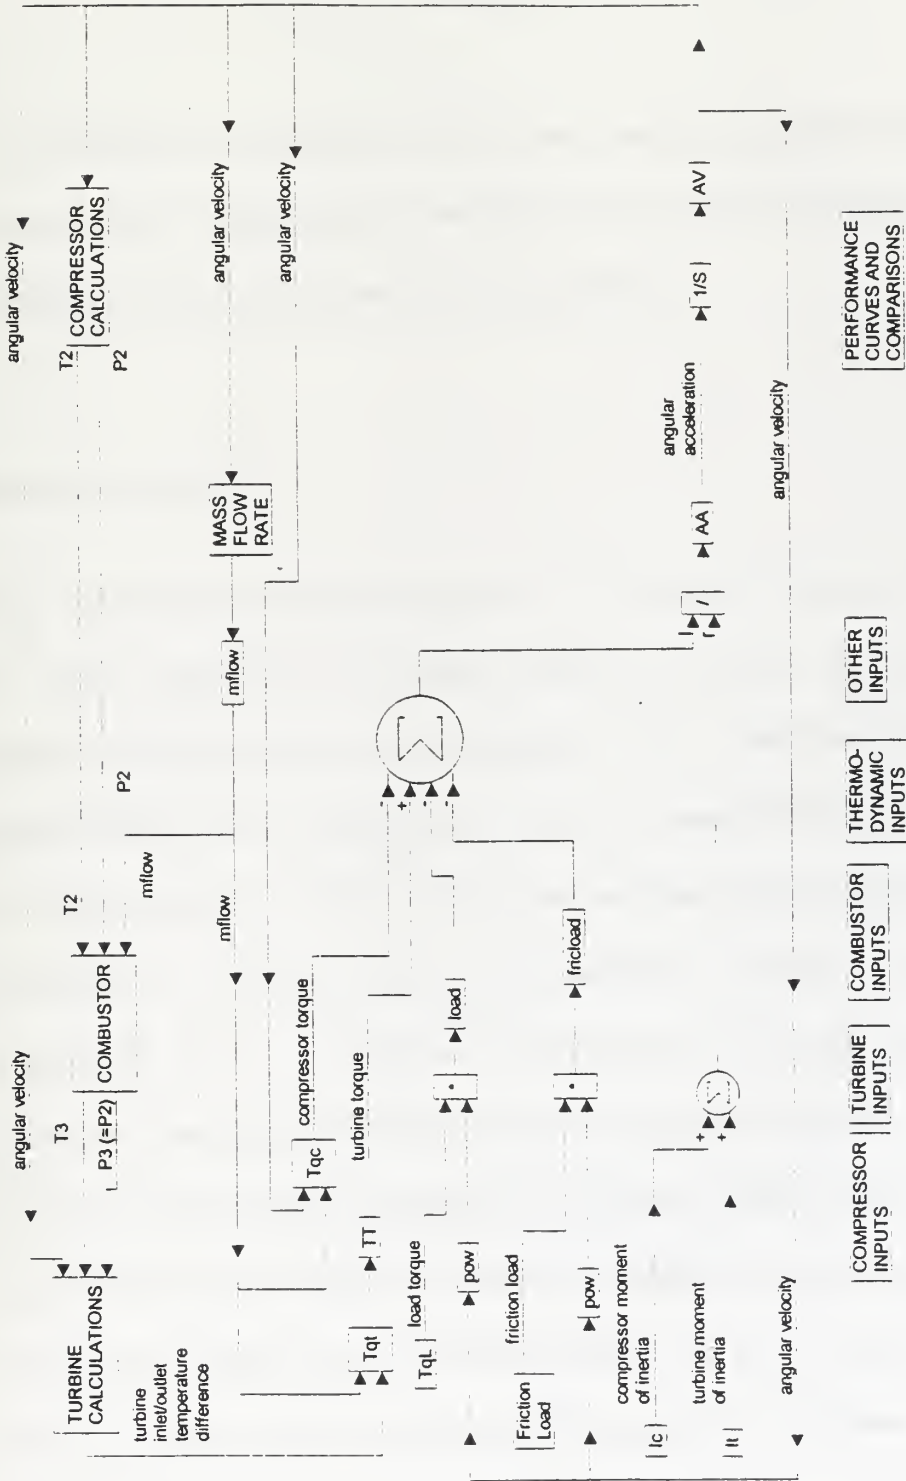 angular velocity
TURBINE
CALCULATIONS
turbine
inlet/outlet
temperature
difference
T3
P3 (=P2)
COMBUSTOR
T2
mflow
P2
T2
COMPRESSOR
CALCULATIONS
P2
angular velocity
mflow
mflow
MASS
FLOW
RATE
angular velocity
angular velocity
Tqt
TT
Tqc
compressor torque
turbine torque
TqL
load torque
pow
*
load
Friction
Load
friction load
pow
*
fricload
-
+
-
-
Σ
l
r
/
AA
angular
acceleration
1/S
AV
Ic
compressor moment
of inertia
It
turbine moment
of inertia
+
+
Σ
angular velocity
angular velocity
COMPRESSOR
INPUTS
TURBINE
INPUTS
COMBUSTOR
INPUTS
THERMO-
DYNAMIC
INPUTS
OTHER
INPUTS
PERFORMANCE
CURVES AND
COMPARISONS